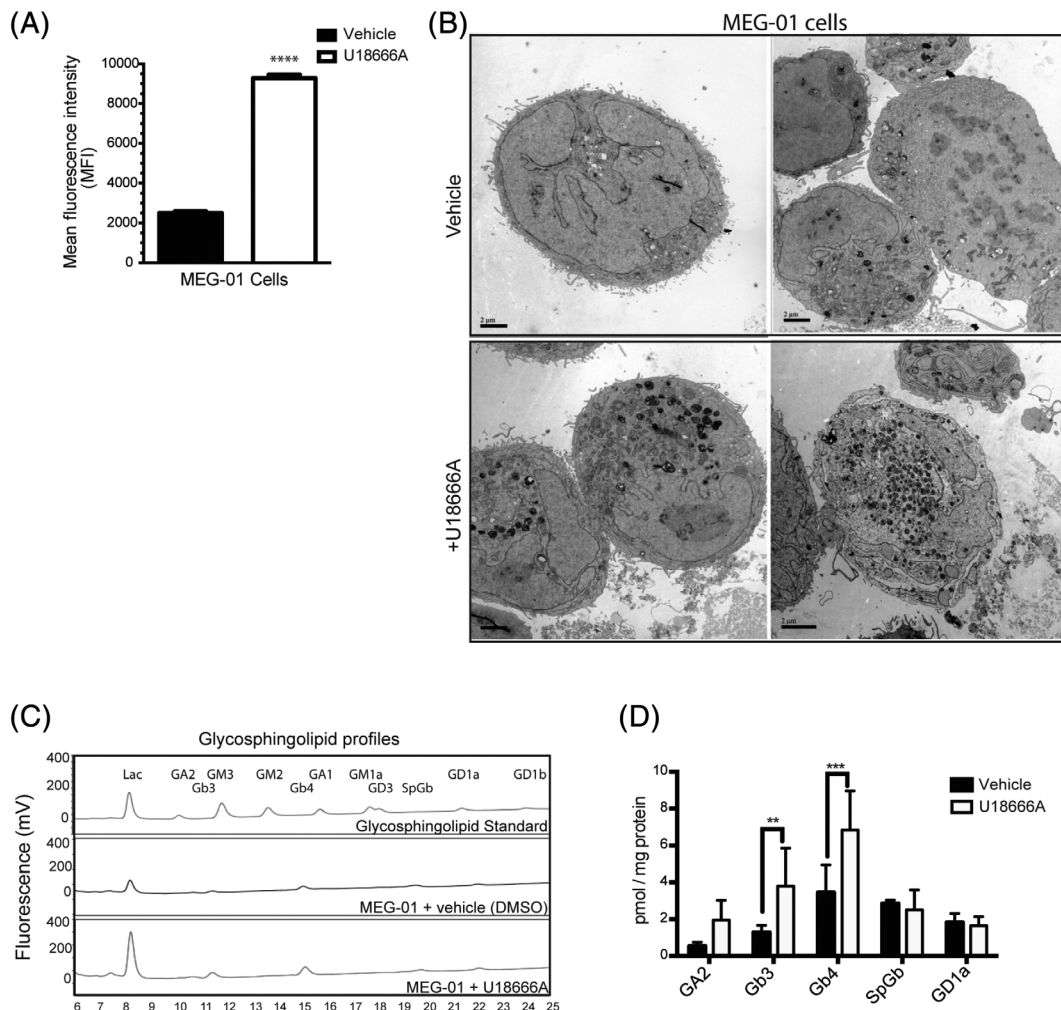 (A)
Vehicle
U18666A
****
10000
8000
6000
4000
2000
0
Mean fluorescence intensity
(MFI)
MEG-01 Cells
(B)
MEG-01 cells
Vehicle
2 µm
2 µm
+U18666A
2 µm
(C)
Glycosphingolipid profiles
Fluorescence (mV)
400
200
0
Lac GA2 GM3 GM2 GA1 GM1a GD1a GD1b
Gb3 Gb4 GD3 SpGb
Glycosphingolipid Standard
400
200
0
MEG-01 + vehicle (DMSO)
400
200
0
MEG-01 + U18666A
6 7 8 9 10 11 12 13 14 15 16 17 18 19 20 21 22 23 24 25
(D)
Vehicle
U18666A
**
***
10
8
6
4
2
0
pmol / mg protein
GA2 Gb3 Gb4 SpGb GD1a